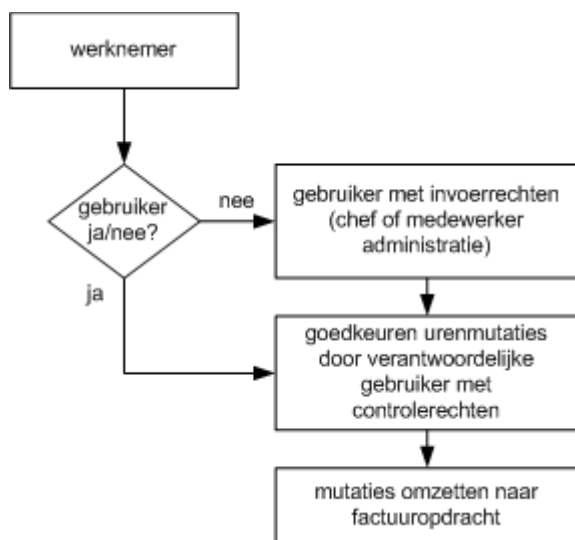 werknemer
gebruiker
ja/nee?
nee
gebruiker met invoerrechten
(chef of medewerker
administratie)
ja
goedkeuren urenmutaties
door verantwoordelijke
gebruiker met
controlerechten
mutaties omzetten naar
factuuropdracht